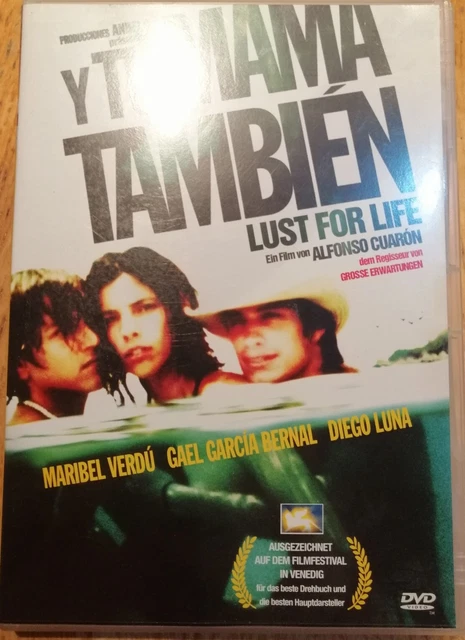 PRODUCCIONES
Y TU MAMÁ
TAMBIÉN
LUST FOR LIFE
Ein Film von ALFONSO CUARÓN
dem Regisseur von
GROSSE ERWARTUNGEN
MARIBEL VERDÚ GAEL GARCIA BERNAL DIEGO LUNA
AUSGEZEICHNET
AUF DEM FILMFESTIVAL
IN VENEDIG
für das beste Drehbuch und
die besten Hauptdarsteller
DVD
VIDEO